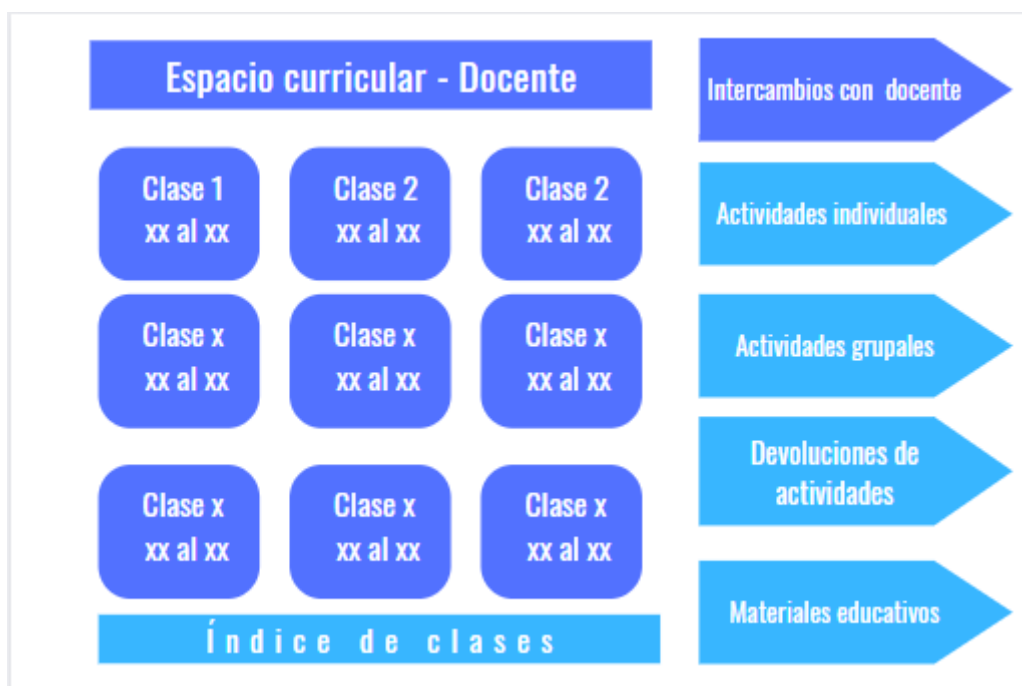 Espacio curricular - Docente
Clase 1
xx al xx
Clase 2
xx al xx
Clase 2
xx al xx
Clase x
xx al xx
Clase x
xx al xx
Clase x
xx al xx
Clase x
xx al xx
Clase x
xx al xx
Clase x
xx al xx
Índice de clases
Intercambios con docente
Actividades individuales
Actividades grupales
Devoluciones de
actividades
Materiales educativos